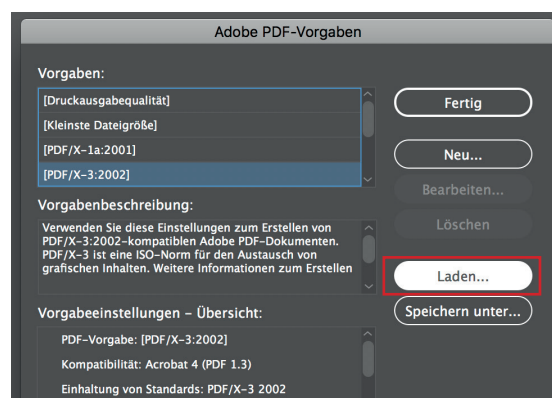 Adobe PDF-Vorgaben
Vorgaben:
[Druckausgabequalität]
[Kleinste Dateigröße]
[PDF/X-1a:2001]
[PDF/X-3:2002]
Fertig
Neu...
Bearbeiten...
Löschen
Laden...
Speichern unter...
Vorgabenbeschreibung:
Verwenden Sie diese Einstellungen zum Erstellen von
PDF/X-3:2002-kompatiblen Adobe PDF-Dokumenten.
PDF/X-3 ist eine ISO-Norm für den Austausch von
grafischen Inhalten. Weitere Informationen zum Erstellen
Vorgabeeinstellungen – Übersicht:
PDF-Vorgabe: [PDF/X-3:2002]
Kompatibilität: Acrobat 4 (PDF 1.3)
Einhaltung von Standards: PDF/X-3 2002